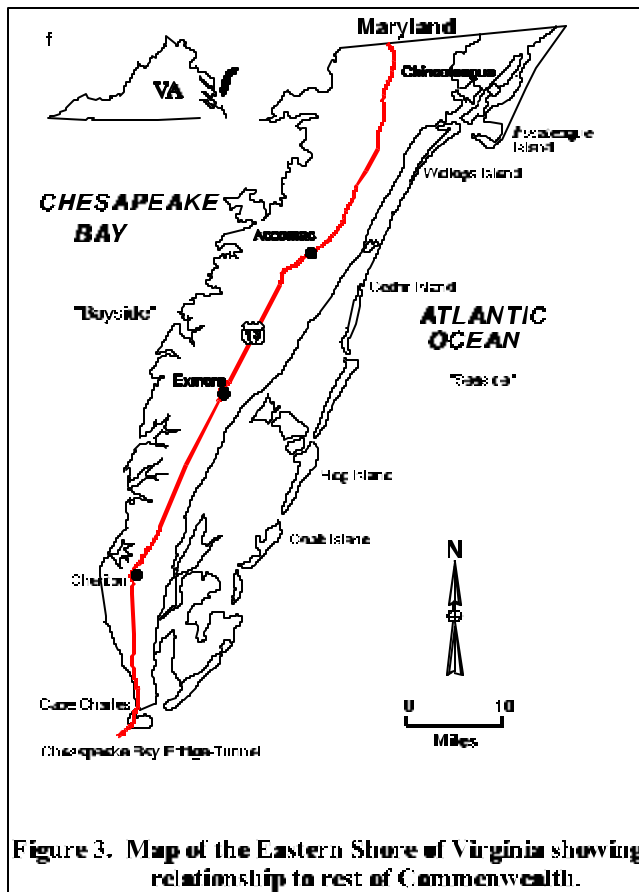 f
Maryland
VA
Chincoteague
Assateague
Island
Wallops Island
CHESAPEAKE
BAY
Accomac
Cedar Island
"Bayside"
ATLANTIC
OCEAN
13
"Seaside"
Exmore
Hog Island
Cobb Island
N
Cheriton
Cape Charles
0 10
Miles
Chesapeake Bay Bridge-Tunnel
Figure 3. Map of the Eastern Shore of Virginia showing
relationship to rest of Commonwealth.